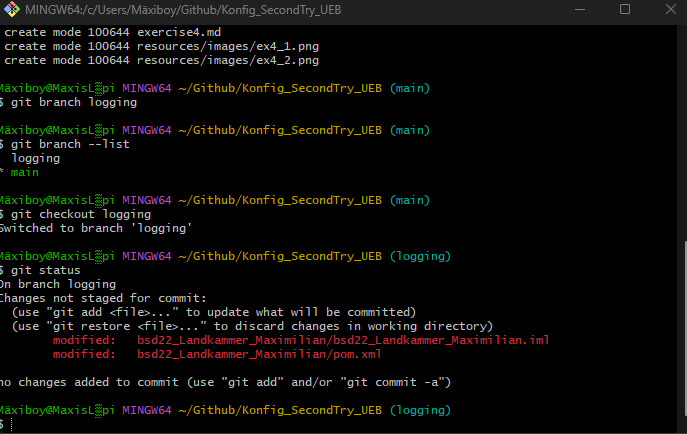 MINGW64:/c/Users/Mäxiboy/Github/Konfig_SecondTry_UEB
create mode 100644 exercise4.md
create mode 100644 resources/images/ex4_1.png
create mode 100644 resources/images/ex4_2.png
Mäxiboy@MaxisL▒pi MINGW64 ~/Github/Konfig_SecondTry_UEB (main)
$ git branch logging
Mäxiboy@MaxisL▒pi MINGW64 ~/Github/Konfig_SecondTry_UEB (main)
$ git branch --list
logging
* main
Mäxiboy@MaxisL▒pi MINGW64 ~/Github/Konfig_SecondTry_UEB (main)
$ git checkout logging
Switched to branch 'logging'
Mäxiboy@MaxisL▒pi MINGW64 ~/Github/Konfig_SecondTry_UEB (logging)
$ git status
On branch logging
Changes not staged for commit:
(use "git add <file>..." to update what will be committed)
(use "git restore <file>..." to discard changes in working directory)
modified: bsd22_Landkammer_Maximilian/bsd22_Landkammer_Maximilian.iml
modified: bsd22_Landkammer_Maximilian/pom.xml
no changes added to commit (use "git add" and/or "git commit -a")
Mäxiboy@MaxisL▒pi MINGW64 ~/Github/Konfig_SecondTry_UEB (logging)
$